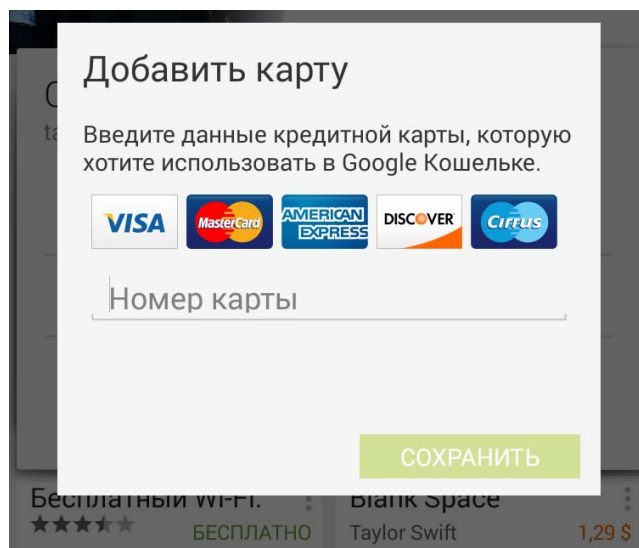 Добавить карту
Введите данные кредитной карты, которую
хотите использовать в Google Кошельке.
VISA MasterCard AMERICAN EXPRESS DISCOVER CIRRUS
Номер карты
СОХРАНИТЬ
Бесплатный Wi-Fi. Blank Space
БЕСПЛАТНО Taylor Swift 1,29 $